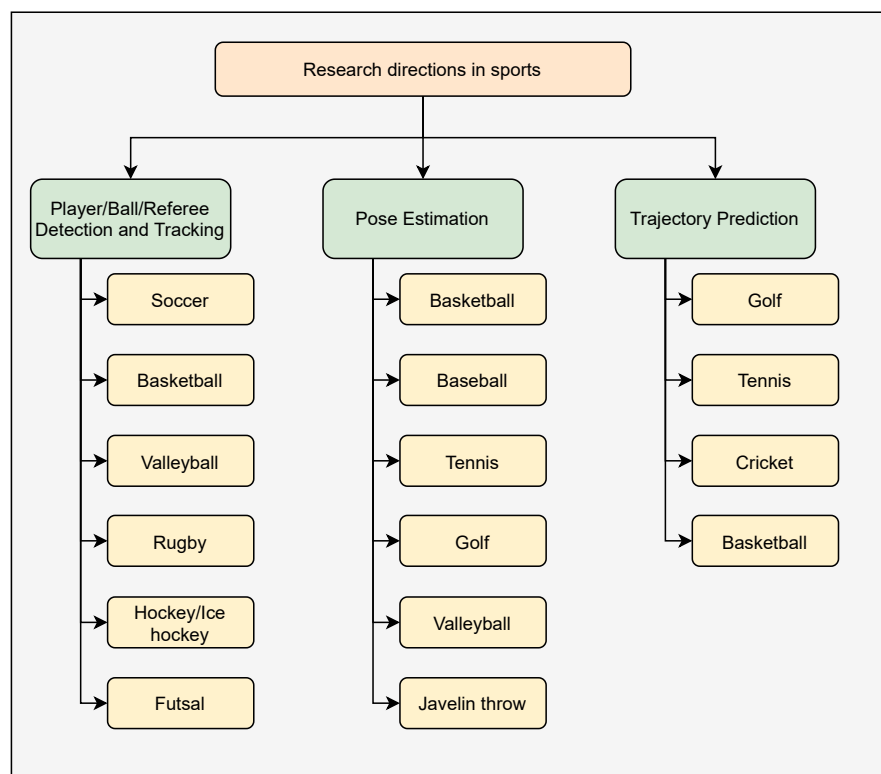 Research directions in sports
Player/Ball/Referee
Detection and Tracking
Soccer
Basketball
Valleyball
Rugby
Hockey/Ice
hockey
Futsal
Pose Estimation
Basketball
Baseball
Tennis
Golf
Valleyball
Javelin throw
Trajectory Prediction
Golf
Tennis
Cricket
Basketball